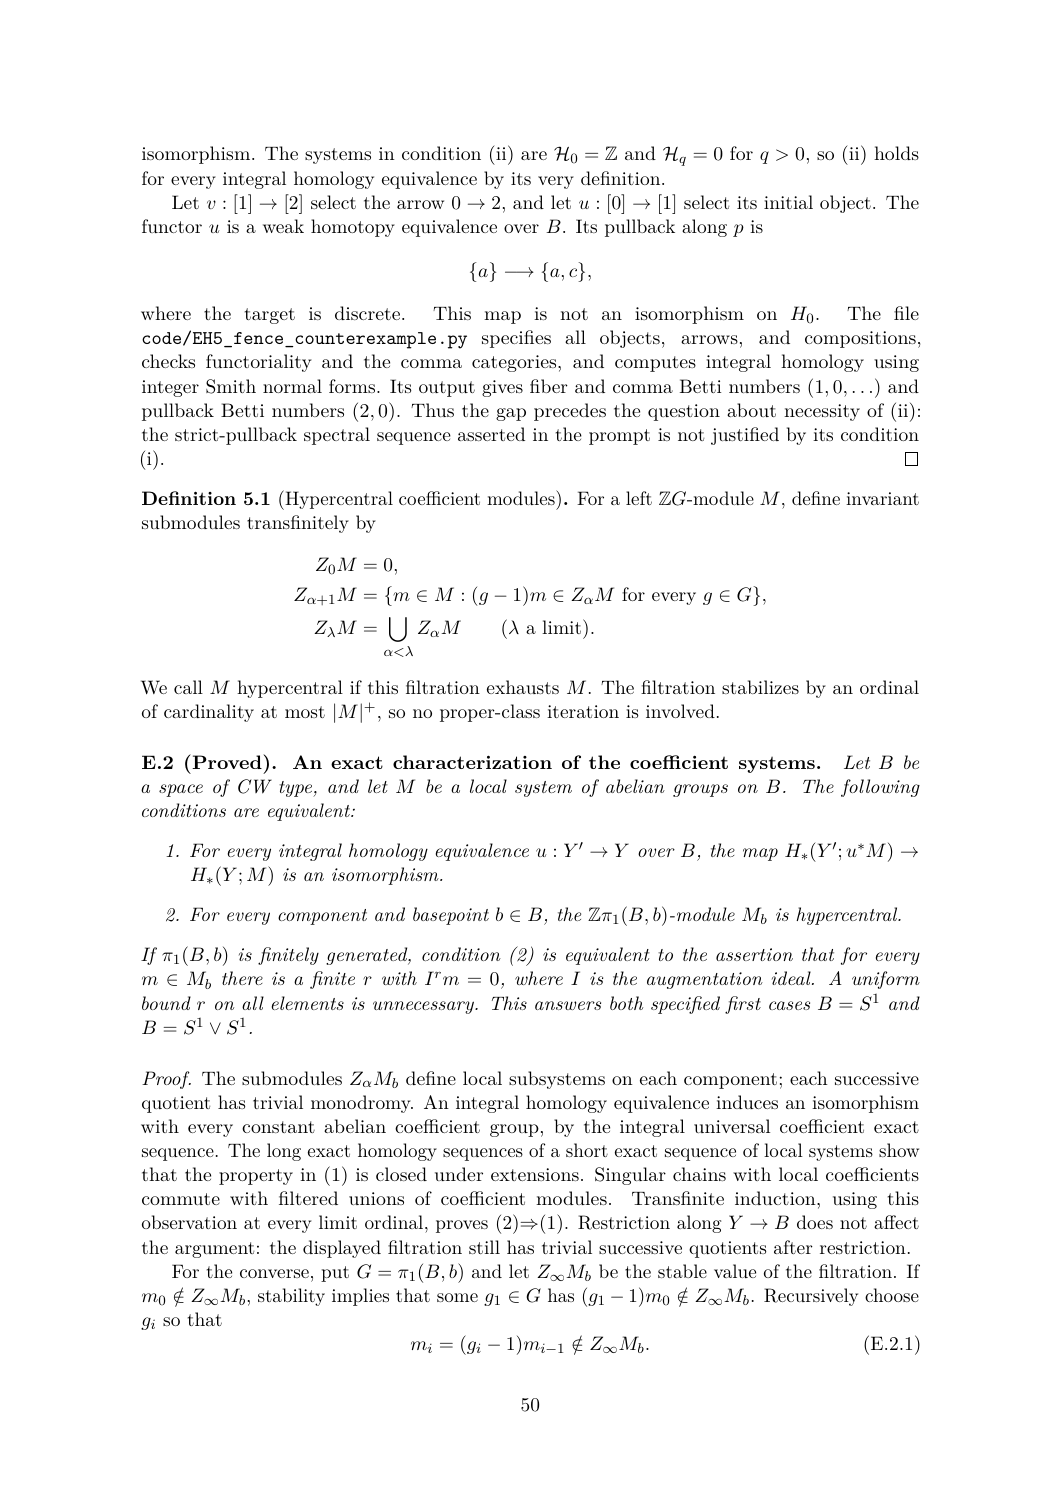 isomorphism. The systems in condition (ii) are ℋ₀ = ℤ and ℋ_q = 0 for q > 0, so (ii) holds
for every integral homology equivalence by its very definition.
Let v : [1] → [2] select the arrow 0 → 2, and let u : [0] → [1] select its initial object. The
functor u is a weak homotopy equivalence over B. Its pullback along p is
{a} ⟶ {a, c},
where the target is discrete. This map is not an isomorphism on H₀. The file
code/EH5_fence_counterexample.py specifies all objects, arrows, and compositions,
checks functoriality and the comma categories, and computes integral homology using
integer Smith normal forms. Its output gives fiber and comma Betti numbers (1, 0, . . .) and
pullback Betti numbers (2, 0). Thus the gap precedes the question about necessity of (ii):
the strict-pullback spectral sequence asserted in the prompt is not justified by its condition
(i). □
Definition 5.1 (Hypercentral coefficient modules). For a left ℤG-module M, define invariant
submodules transfinitely by
Z₀M = 0,
Z_{α+1}M = {m ∈ M : (g − 1)m ∈ Z_αM for every g ∈ G},
Z_λM = ⋃_{α<λ} Z_αM (λ a limit).
We call M hypercentral if this filtration exhausts M. The filtration stabilizes by an ordinal
of cardinality at most |M|⁺, so no proper-class iteration is involved.
E.2 (Proved). An exact characterization of the coefficient systems. Let B be
a space of CW type, and let M be a local system of abelian groups on B. The following
conditions are equivalent:
1. For every integral homology equivalence u : Y′ → Y over B, the map H_*(Y′; u*M) →
H_*(Y; M) is an isomorphism.
2. For every component and basepoint b ∈ B, the ℤπ₁(B, b)-module M_b is hypercentral.
If π₁(B, b) is finitely generated, condition (2) is equivalent to the assertion that for every
m ∈ M_b there is a finite r with I^r m = 0, where I is the augmentation ideal. A uniform
bound r on all elements is unnecessary. This answers both specified first cases B = S¹ and
B = S¹ ∨ S¹.
Proof. The submodules Z_αM_b define local subsystems on each component; each successive
quotient has trivial monodromy. An integral homology equivalence induces an isomorphism
with every constant abelian coefficient group, by the integral universal coefficient exact
sequence. The long exact homology sequences of a short exact sequence of local systems show
that the property in (1) is closed under extensions. Singular chains with local coefficients
commute with filtered unions of coefficient modules. Transfinite induction, using this
observation at every limit ordinal, proves (2)⇒(1). Restriction along Y → B does not affect
the argument: the displayed filtration still has trivial successive quotients after restriction.
For the converse, put G = π₁(B, b) and let Z_∞M_b be the stable value of the filtration. If
m₀ ∉ Z_∞M_b, stability implies that some g₁ ∈ G has (g₁ − 1)m₀ ∉ Z_∞M_b. Recursively choose
g_i so that
m_i = (g_i − 1)m_{i−1} ∉ Z_∞M_b. (E.2.1)
50